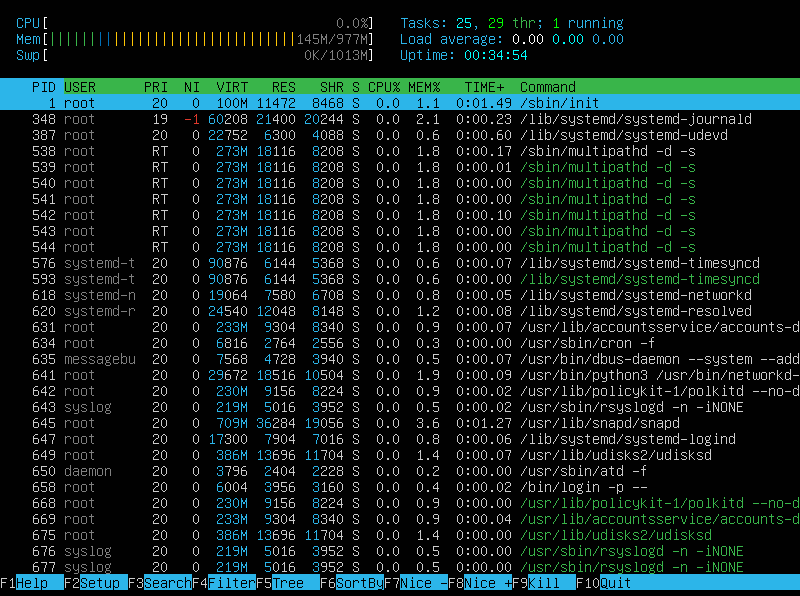 CPU[ 0.0%] Tasks: 25, 29 thr; 1 running
Mem[||||||||||||||||||||||||||||||145M/977M] Load average: 0.00 0.00 0.00
Swp[ 0K/1013M] Uptime: 00:34:54
PID USER PRI NI VIRT RES SHR S CPU% MEM% TIME+ Command
1 root 20 0 100M 11472 8468 S 0.0 1.1 0:01.49 /sbin/init
348 root 19 -1 60208 21400 20244 S 0.0 2.1 0:00.23 /lib/systemd/systemd-journald
387 root 20 0 22752 6300 4088 S 0.0 0.6 0:00.60 /lib/systemd/systemd-udevd
538 root RT 0 273M 18116 8208 S 0.0 1.8 0:00.17 /sbin/multipathd -d -s
539 root RT 0 273M 18116 8208 S 0.0 1.8 0:00.01 /sbin/multipathd -d -s
540 root RT 0 273M 18116 8208 S 0.0 1.8 0:00.00 /sbin/multipathd -d -s
541 root RT 0 273M 18116 8208 S 0.0 1.8 0:00.00 /sbin/multipathd -d -s
542 root RT 0 273M 18116 8208 S 0.0 1.8 0:00.10 /sbin/multipathd -d -s
543 root RT 0 273M 18116 8208 S 0.0 1.8 0:00.00 /sbin/multipathd -d -s
544 root RT 0 273M 18116 8208 S 0.0 1.8 0:00.00 /sbin/multipathd -d -s
576 systemd-t 20 0 90876 6144 5368 S 0.0 0.6 0:00.07 /lib/systemd/systemd-timesyncd
593 systemd-t 20 0 90876 6144 5368 S 0.0 0.6 0:00.00 /lib/systemd/systemd-timesyncd
618 systemd-n 20 0 19064 7580 6708 S 0.0 0.8 0:00.05 /lib/systemd/systemd-networkd
620 systemd-r 20 0 24540 12048 8148 S 0.0 1.2 0:00.08 /lib/systemd/systemd-resolved
631 root 20 0 233M 9304 8340 S 0.0 0.9 0:00.07 /usr/lib/accountsservice/accounts-d
634 root 20 0 6816 2764 2556 S 0.0 0.3 0:00.00 /usr/sbin/cron -f
635 messagebu 20 0 7568 4728 3940 S 0.0 0.5 0:00.07 /usr/bin/dbus-daemon --system --add
641 root 20 0 29672 18516 10504 S 0.0 1.9 0:00.09 /usr/bin/python3 /usr/bin/networkd-
642 root 20 0 230M 9156 8224 S 0.0 0.9 0:00.02 /usr/lib/policykit-1/polkitd --no-d
643 syslog 20 0 219M 5016 3952 S 0.0 0.5 0:00.02 /usr/sbin/rsyslogd -n -iNONE
645 root 20 0 709M 36284 19056 S 0.0 3.6 0:01.27 /usr/lib/snapd/snapd
647 root 20 0 17300 7904 7016 S 0.0 0.8 0:00.06 /lib/systemd/systemd-logind
649 root 20 0 386M 13696 11704 S 0.0 1.4 0:00.07 /usr/lib/udisks2/udisksd
650 daemon 20 0 3796 2404 2228 S 0.0 0.2 0:00.00 /usr/sbin/atd -f
658 root 20 0 6004 3956 3160 S 0.0 0.4 0:00.02 /bin/login -p --
668 root 20 0 230M 9156 8224 S 0.0 0.9 0:00.00 /usr/lib/policykit-1/polkitd --no-d
669 root 20 0 233M 9304 8340 S 0.0 0.9 0:00.04 /usr/lib/accountsservice/accounts-d
675 root 20 0 386M 13696 11704 S 0.0 1.4 0:00.00 /usr/lib/udisks2/udisksd
676 syslog 20 0 219M 5016 3952 S 0.0 0.5 0:00.00 /usr/sbin/rsyslogd -n -iNONE
677 syslog 20 0 219M 5016 3952 S 0.0 0.5 0:00.00 /usr/sbin/rsyslogd -n -iNONE
F1Help F2Setup F3SearchF4FilterF5Tree F6SortByF7Nice -F8Nice +F9Kill F10Quit